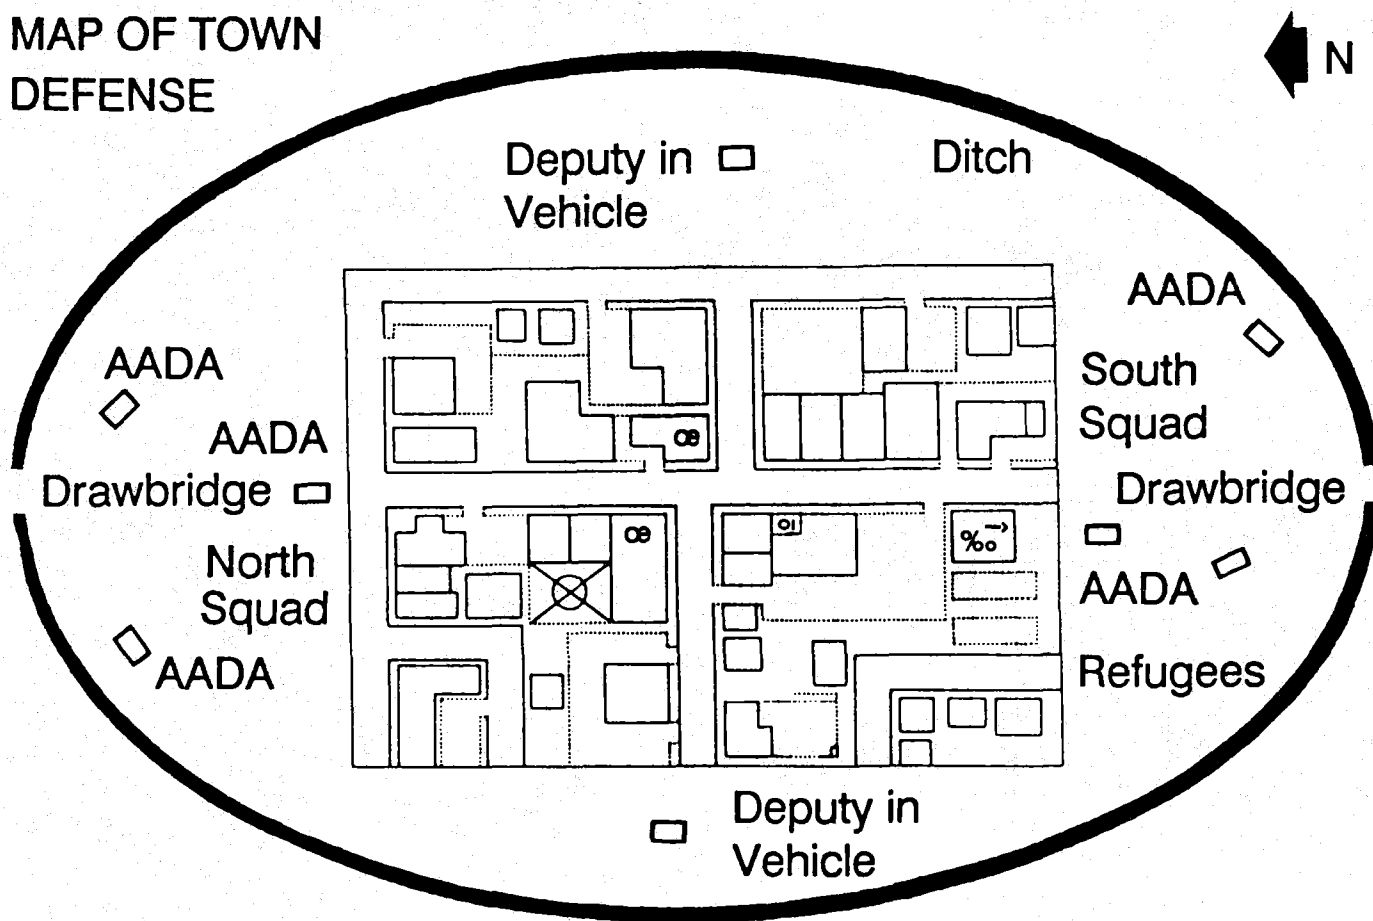 MAP OF TOWN
DEFENSE
N
Deputy in
Vehicle
Ditch
AADA
AADA
South
Squad
AADA
Drawbridge
Drawbridge
œ
œ
North
Squad
AADA
AADA
Refugees
Deputy in
Vehicle